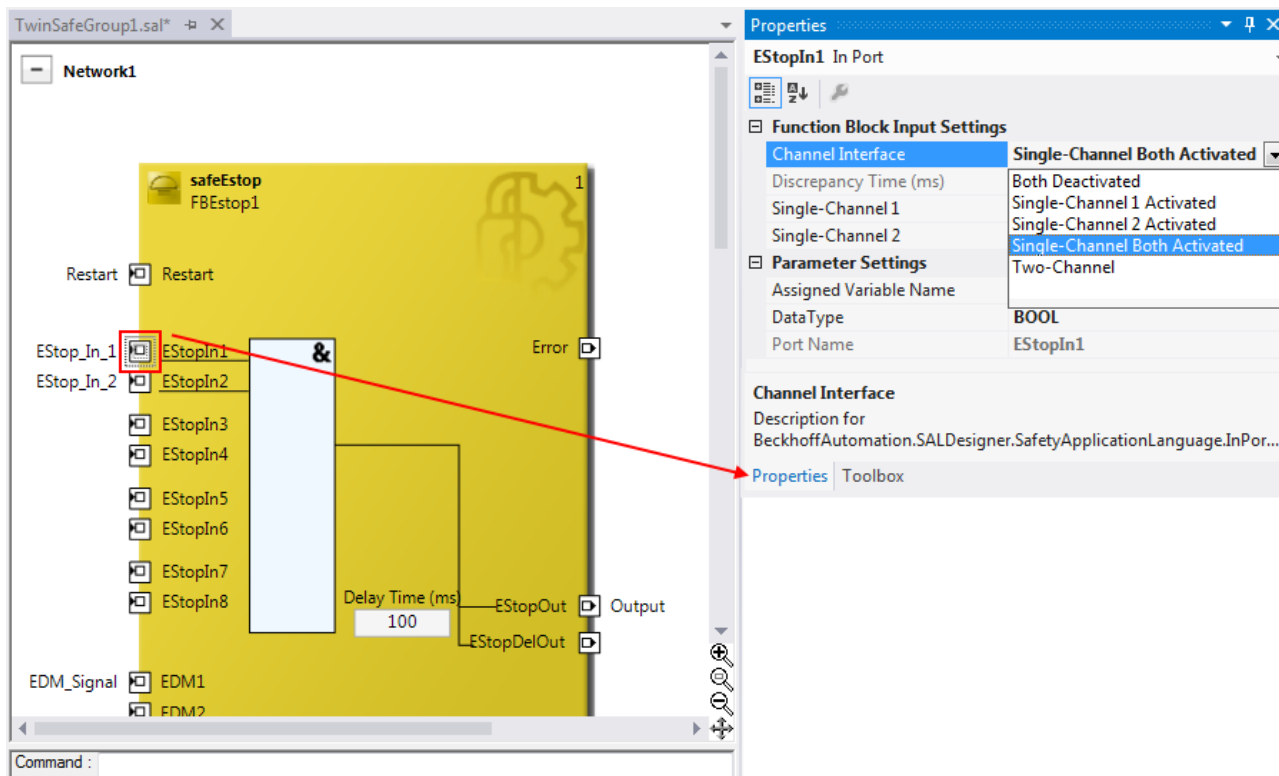 TwinSafeGroup1.sal*
Network1
safeEstop
FBEstop1
1
Restart
Restart
EStop_In_1
EStopIn1
&
Error
EStop_In_2
EStopIn2
EStopIn3
EStopIn4
EStopIn5
EStopIn6
EStopIn7
EStopIn8
Delay Time (ms)
100
EStopOut
Output
EStopDelOut
EDM_Signal
EDM1
EDM2
Command :
Properties
EStopIn1 In Port
Function Block Input Settings
Channel Interface
Single-Channel Both Activated
Discrepancy Time (ms)
Both Deactivated
Single-Channel 1
Single-Channel 1 Activated
Single-Channel 2 Activated
Single-Channel 2
Single-Channel Both Activated
Parameter Settings
Two-Channel
Assigned Variable Name
DataType
BOOL
Port Name
EStopIn1
Channel Interface
Description for
BeckhoffAutomation.SALDesigner.SafetyApplicationLanguage.InPor...
Properties
Toolbox